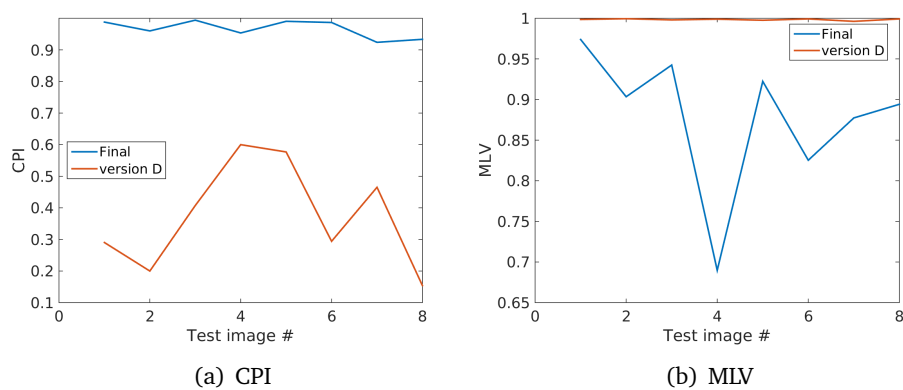 0.9
0.8
0.7
0.6
0.5
0.4
0.3
0.2
0.1
0 2 4 6 8
CPI
Test image #
Final
version D
(a) CPI
1
0.95
0.9
0.85
0.8
0.75
0.7
0.65
0 2 4 6 8
MLV
Test image #
Final
version D
(b) MLV